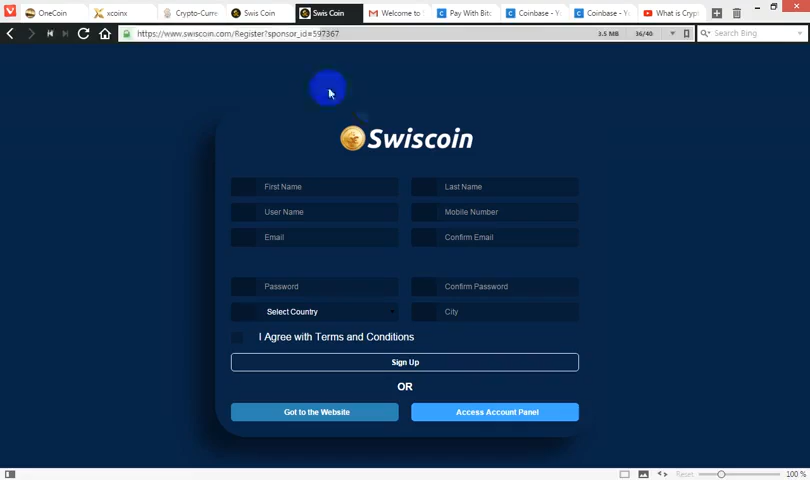 OneCoin
xcoinx
Crypto-Curre
Swis Coin
Swis Coin
Welcome to
Pay With Bitc
Coinbase - Y
Coinbase - Y
What is Cryp
https://www.swiscoin.com/Register?sponsor_id=597367
3.5 MB
36/40
Search Bing
Swiscoin
First Name
Last Name
User Name
Mobile Number
Email
Confirm Email
Password
Confirm Password
Select Country
City
I Agree with Terms and Conditions
Sign Up
OR
Got to the Website
Access Account Panel
Reset
100 %